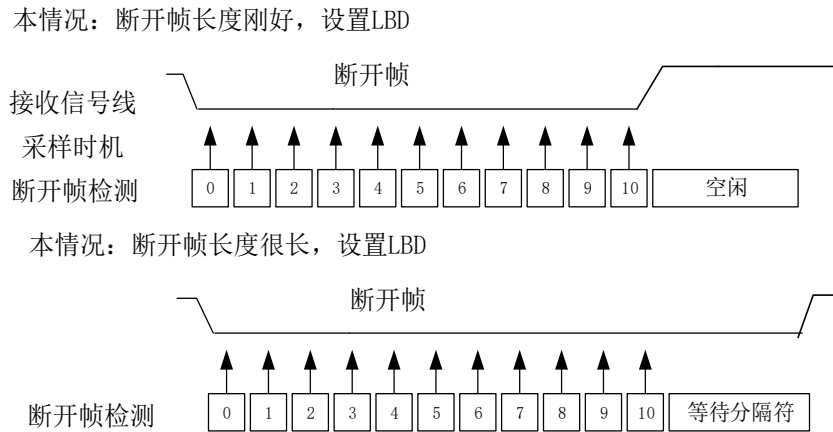 本情况：断开帧长度刚好，设置LBD
断开帧
接收信号线
采样时机
断开帧检测 0 1 2 3 4 5 6 7 8 9 10 空闲
本情况：断开帧长度很长，设置LBD
断开帧
断开帧检测 0 1 2 3 4 5 6 7 8 9 10 等待分隔符